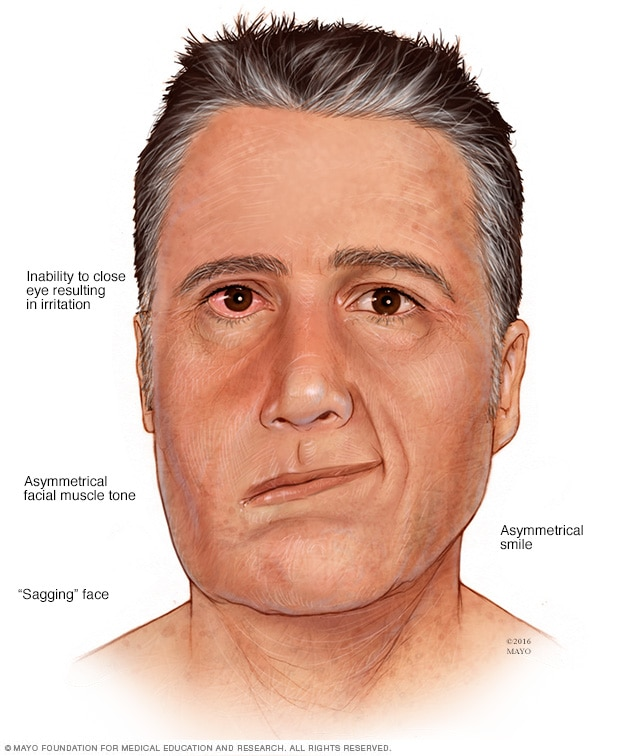 Inability to close
eye resulting
in irritation
Asymmetrical
facial muscle tone
Asymmetrical
smile
“Sagging” face
©2016
MAYO
© MAYO FOUNDATION FOR MEDICAL EDUCATION AND RESEARCH. ALL RIGHTS RESERVED.